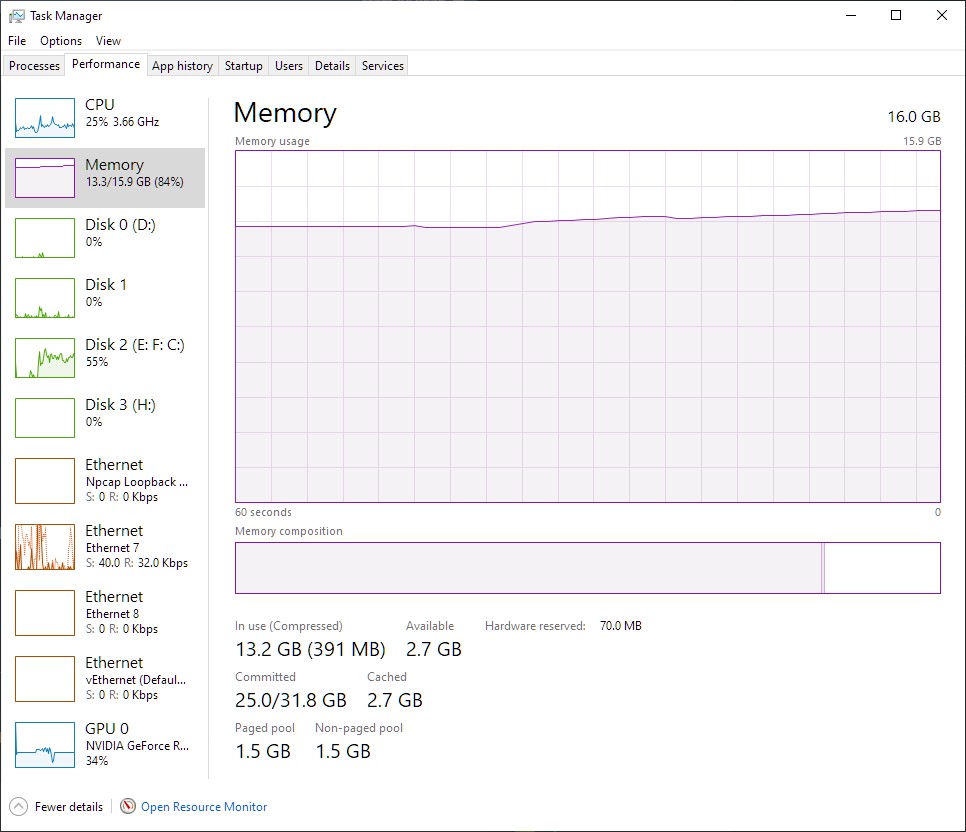 Task Manager
File Options View
Processes Performance App history Startup Users Details Services
CPU
25% 3.66 GHz
Memory
13.3/15.9 GB (84%)
Disk 0 (D:)
0%
Disk 1
0%
Disk 2 (E: F: C:)
55%
Disk 3 (H:)
0%
Ethernet
Npcap Loopback ...
S: 0 R: 0 Kbps
Ethernet
Ethernet 7
S: 40.0 R: 32.0 Kbps
Ethernet
Ethernet 8
S: 0 R: 0 Kbps
Ethernet
vEthernet (Defaul...
S: 0 R: 0 Kbps
GPU 0
NVIDIA GeForce R...
34%
Memory 16.0 GB
Memory usage 15.9 GB
60 seconds 0
Memory composition
In use (Compressed) Available Hardware reserved: 70.0 MB
13.2 GB (391 MB) 2.7 GB
Committed Cached
25.0/31.8 GB 2.7 GB
Paged pool Non-paged pool
1.5 GB 1.5 GB
Fewer details Open Resource Monitor